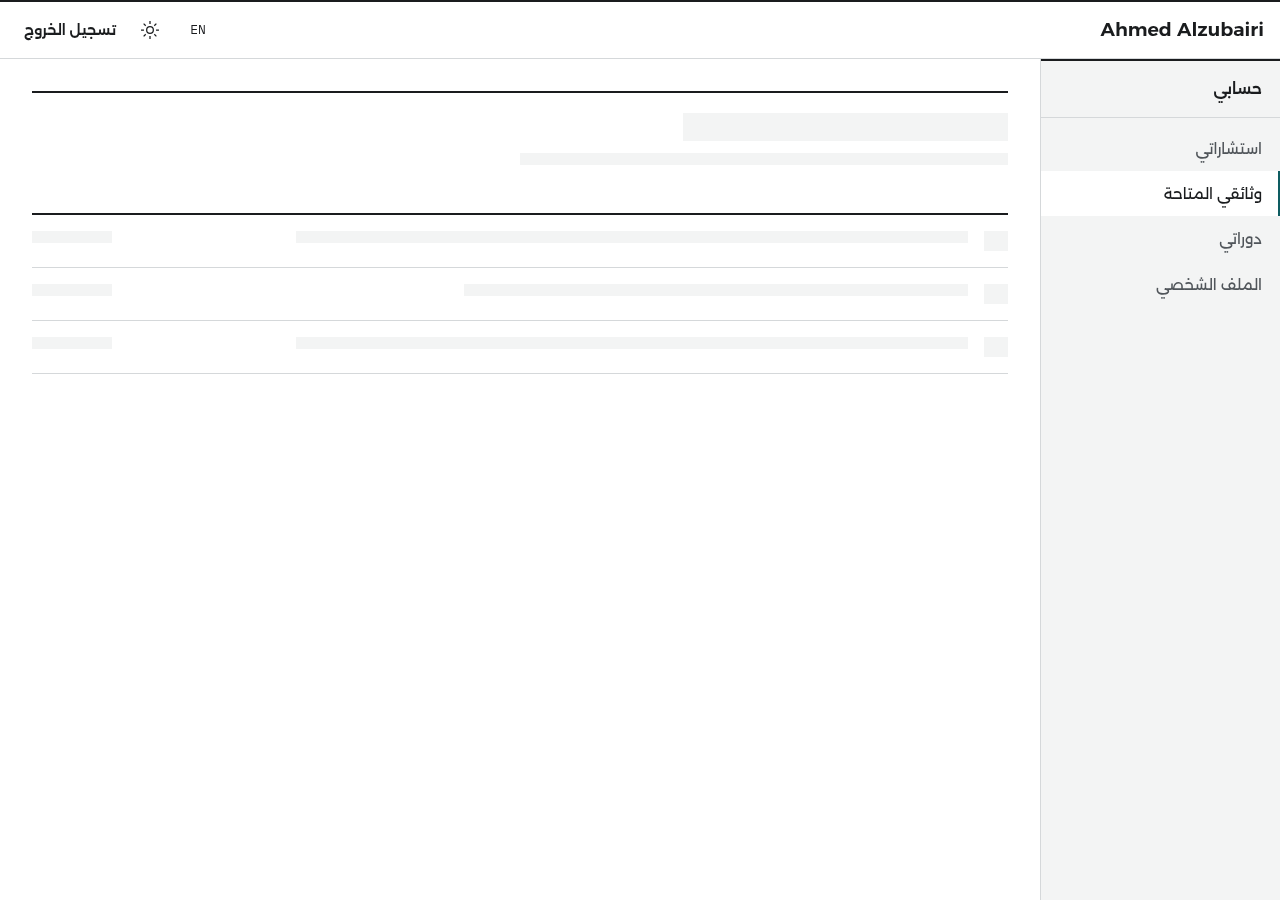 Ahmed Alzubairi
EN
تسجيل الخروج
حسابي
استشاراتي
وثائقي المتاحة
دوراتي
الملف الشخصي